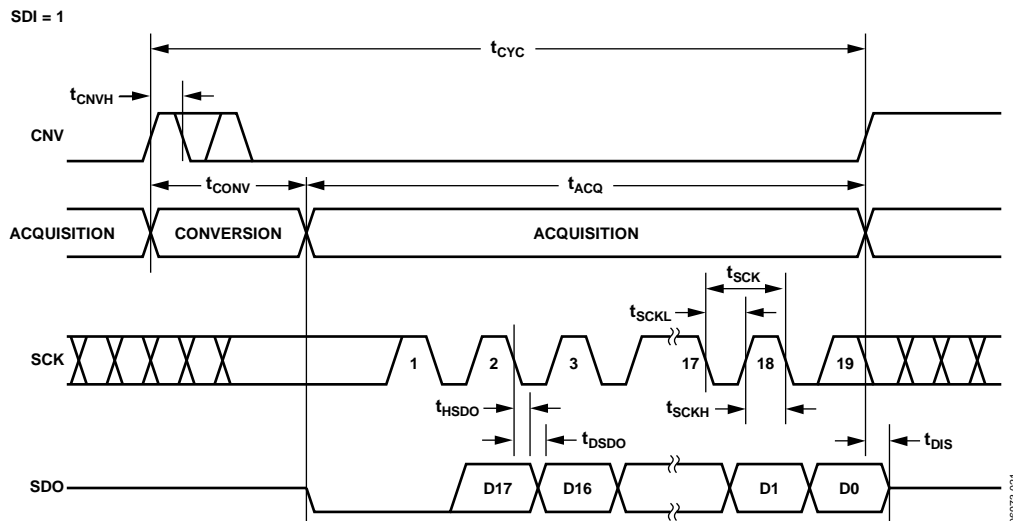 SDI = 1
tCYC
tCNVH
CNV
tCONV
tACQ
ACQUISITION
CONVERSION
ACQUISITION
tSCK
tSCKL
SCK
1
2
3
17
18
19
tHSDO
tSCKH
tDSDO
tDIS
SDO
D17
D16
D1
D0